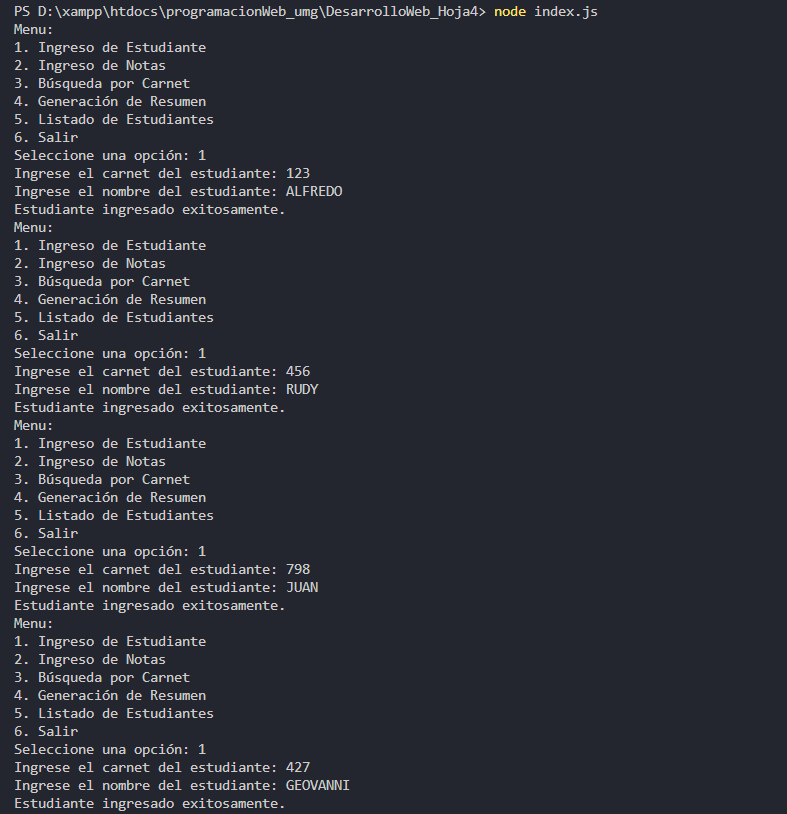 PS D:\xampp\htdocs\programacionWeb_umg\DesarrolloWeb_Hoja4> node index.js
Menu:
1. Ingreso de Estudiante
2. Ingreso de Notas
3. Búsqueda por Carnet
4. Generación de Resumen
5. Listado de Estudiantes
6. Salir
Seleccione una opción: 1
Ingrese el carnet del estudiante: 123
Ingrese el nombre del estudiante: ALFREDO
Estudiante ingresado exitosamente.
Menu:
1. Ingreso de Estudiante
2. Ingreso de Notas
3. Búsqueda por Carnet
4. Generación de Resumen
5. Listado de Estudiantes
6. Salir
Seleccione una opción: 1
Ingrese el carnet del estudiante: 456
Ingrese el nombre del estudiante: RUDY
Estudiante ingresado exitosamente.
Menu:
1. Ingreso de Estudiante
2. Ingreso de Notas
3. Búsqueda por Carnet
4. Generación de Resumen
5. Listado de Estudiantes
6. Salir
Seleccione una opción: 1
Ingrese el carnet del estudiante: 798
Ingrese el nombre del estudiante: JUAN
Estudiante ingresado exitosamente.
Menu:
1. Ingreso de Estudiante
2. Ingreso de Notas
3. Búsqueda por Carnet
4. Generación de Resumen
5. Listado de Estudiantes
6. Salir
Seleccione una opción: 1
Ingrese el carnet del estudiante: 427
Ingrese el nombre del estudiante: GEOVANNI
Estudiante ingresado exitosamente.